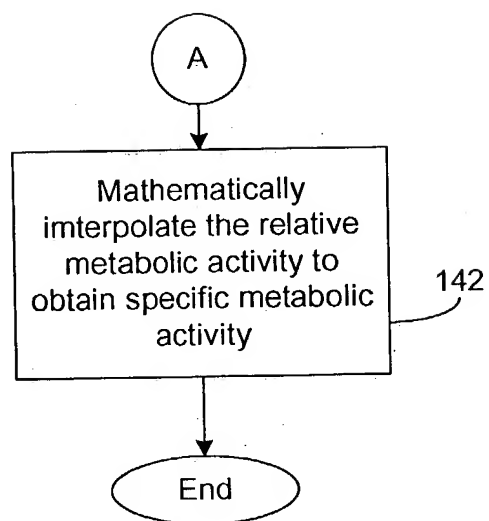 A
Mathematically
imterpolate the relative
metabolic activity to
obtain specific metabolic
activity
142
End